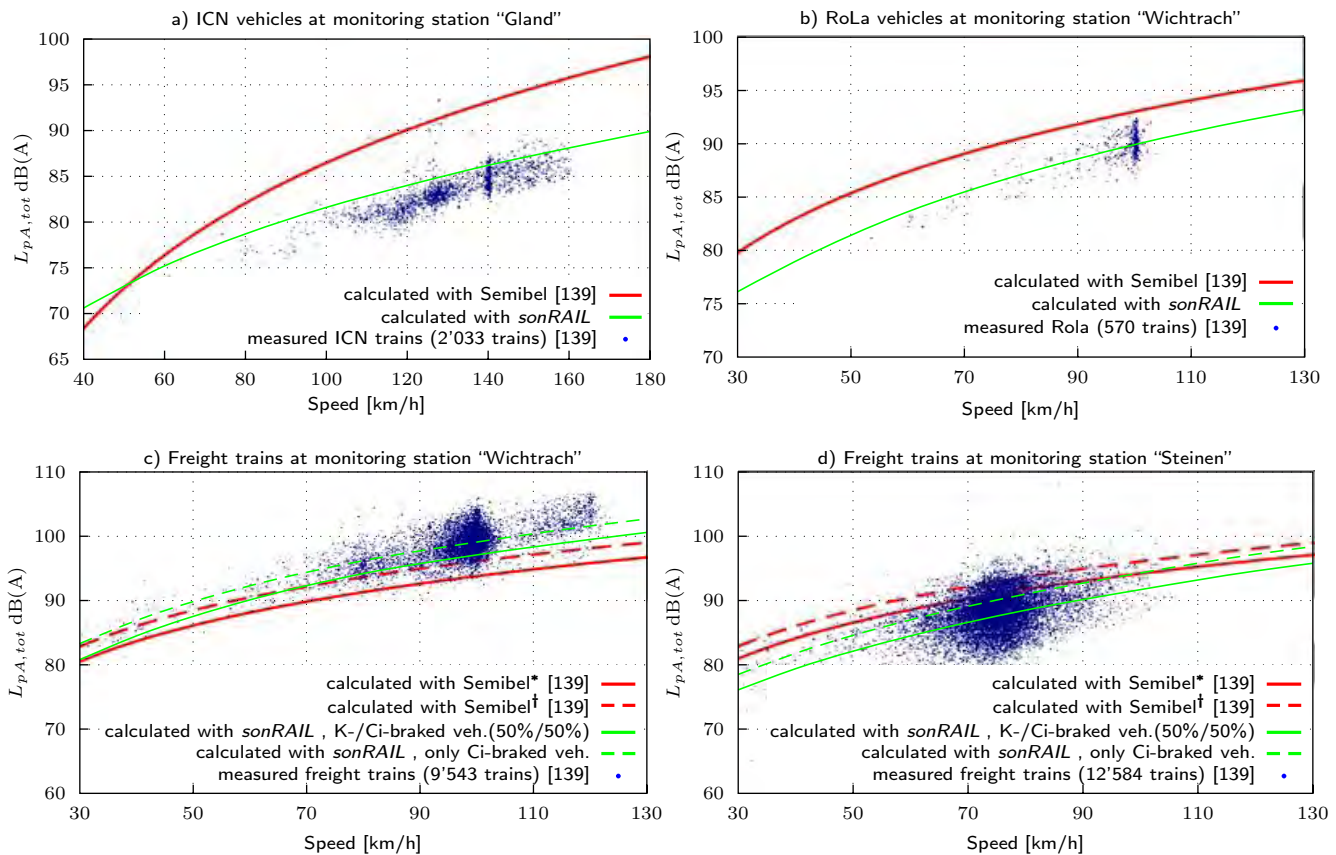 a) ICN vehicles at monitoring station “Gland”
100
95
90
85
80
75
70
65
L_{pA,tot} dB(A)
calculated with Semibel [139]
calculated with sonRAIL
measured ICN trains (2'033 trains) [139]
40 60 80 100 120 140 160 180
Speed [km/h]
b) RoLa vehicles at monitoring station “Wichtrach”
100
95
90
85
80
75
70
L_{pA,tot} dB(A)
calculated with Semibel [139]
calculated with sonRAIL
measured Rola (570 trains) [139]
30 50 70 90 110 130
Speed [km/h]
c) Freight trains at monitoring station “Wichtrach”
110
100
90
80
70
60
L_{pA,tot} dB(A)
calculated with Semibel* [139]
calculated with Semibel† [139]
calculated with sonRAIL , K-/Ci-braked veh.(50%/50%)
calculated with sonRAIL , only Ci-braked veh.
measured freight trains (9'543 trains) [139]
30 50 70 90 110 130
Speed [km/h]
d) Freight trains at monitoring station “Steinen”
110
100
90
80
70
60
L_{pA,tot} dB(A)
calculated with Semibel* [139]
calculated with Semibel† [139]
calculated with sonRAIL , K-/Ci-braked veh.(50%/50%)
calculated with sonRAIL , only Ci-braked veh.
measured freight trains (12'584 trains) [139]
30 50 70 90 110 130
Speed [km/h]